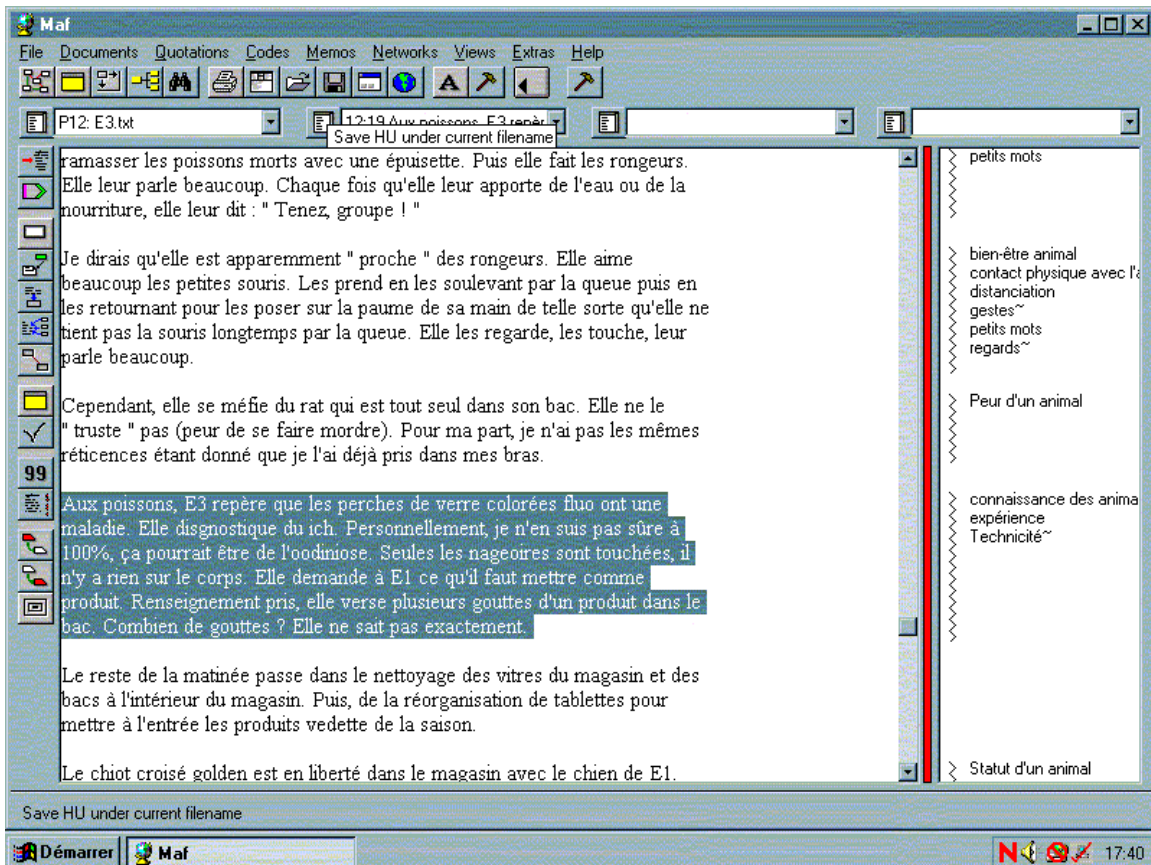 Maf
File Documents Quotations Codes Memos Networks Views Extras Help
A
P12: E3.txt
12:19 Aux poissons, E3 repèr
Save HU under current filename
ramasser les poissons morts avec une épuisette. Puis elle fait les rongeurs.
Elle leur parle beaucoup. Chaque fois qu'elle leur apporte de l'eau ou de la
nourriture, elle leur dit : " Tenez, groupe ! "
Je dirais qu'elle est apparemment " proche " des rongeurs. Elle aime
beaucoup les petites souris. Les prend en les soulevant par la queue puis en
les retournant pour les poser sur la paume de sa main de telle sorte qu'elle ne
tient pas la souris longtemps par la queue. Elle les regarde, les touche, leur
parle beaucoup.
Cependant, elle se méfie du rat qui est tout seul dans son bac. Elle ne le
" truste " pas (peur de se faire mordre). Pour ma part, je n'ai pas les mêmes
réticences étant donné que je l'ai déjà pris dans mes bras.
Aux poissons, E3 repère que les perches de verre colorées fluo ont une
maladie. Elle disgnostique du ich. Personnellement, je n'en suis pas sûre à
100%, ça pourrait être de l'oodiniose. Seules les nageoires sont touchées, il
n'y a rien sur le corps. Elle demande à E1 ce qu'il faut mettre comme
produit. Renseignement pris, elle verse plusieurs gouttes d'un produit dans le
bac. Combien de gouttes ? Elle ne sait pas exactement.
Le reste de la matinée passe dans le nettoyage des vitres du magasin et des
bacs à l'intérieur du magasin. Puis, de la réorganisation de tablettes pour
mettre à l'entrée les produits vedette de la saison.
Le chiot croisé golden est en liberté dans le magasin avec le chien de E1.
99
petits mots
bien-être animal
contact physique avec l'a
distanciation
gestes~
petits mots
regards~
Peur d'un animal
connaissance des anima
expérience
Technicité~
Statut d'un animal
Save HU under current filename
Démarrer
Maf
N
17:40